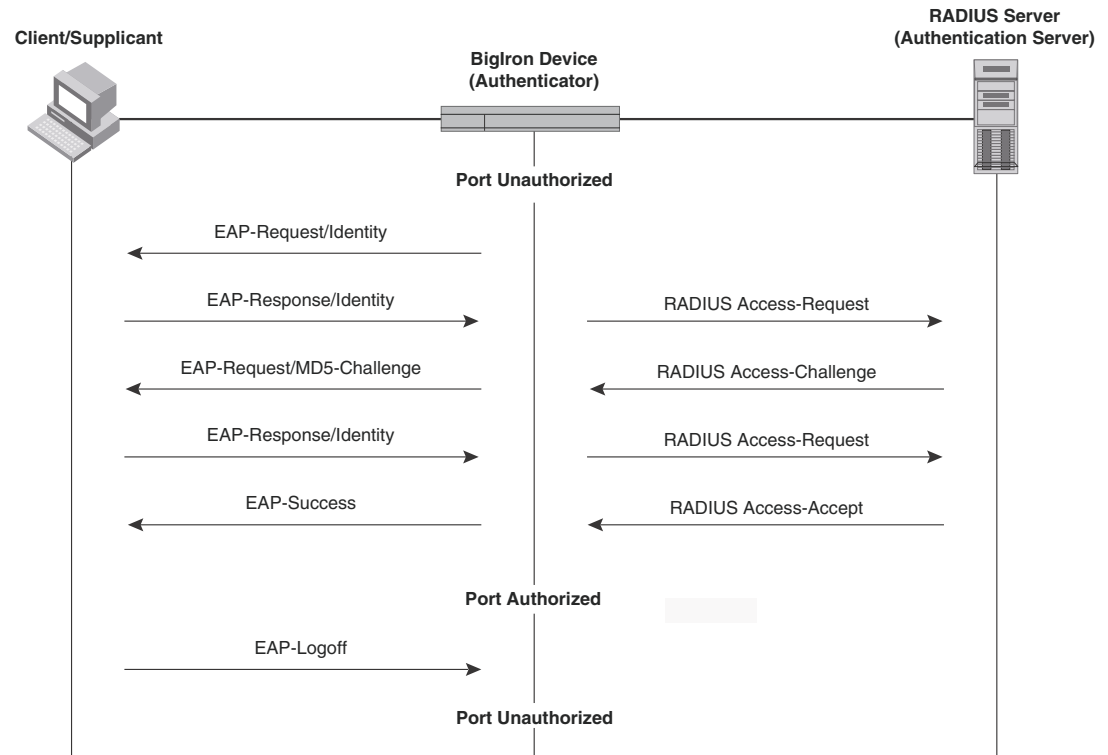 RADIUS Server
(Authentication Server)
Client/Supplicant
BigIron Device
(Authenticator)
Port Unauthorized
EAP-Request/Identity
EAP-Response/Identity
RADIUS Access-Request
EAP-Request/MD5-Challenge
RADIUS Access-Challenge
EAP-Response/Identity
RADIUS Access-Request
EAP-Success
RADIUS Access-Accept
Port Authorized
EAP-Logoff
Port Unauthorized